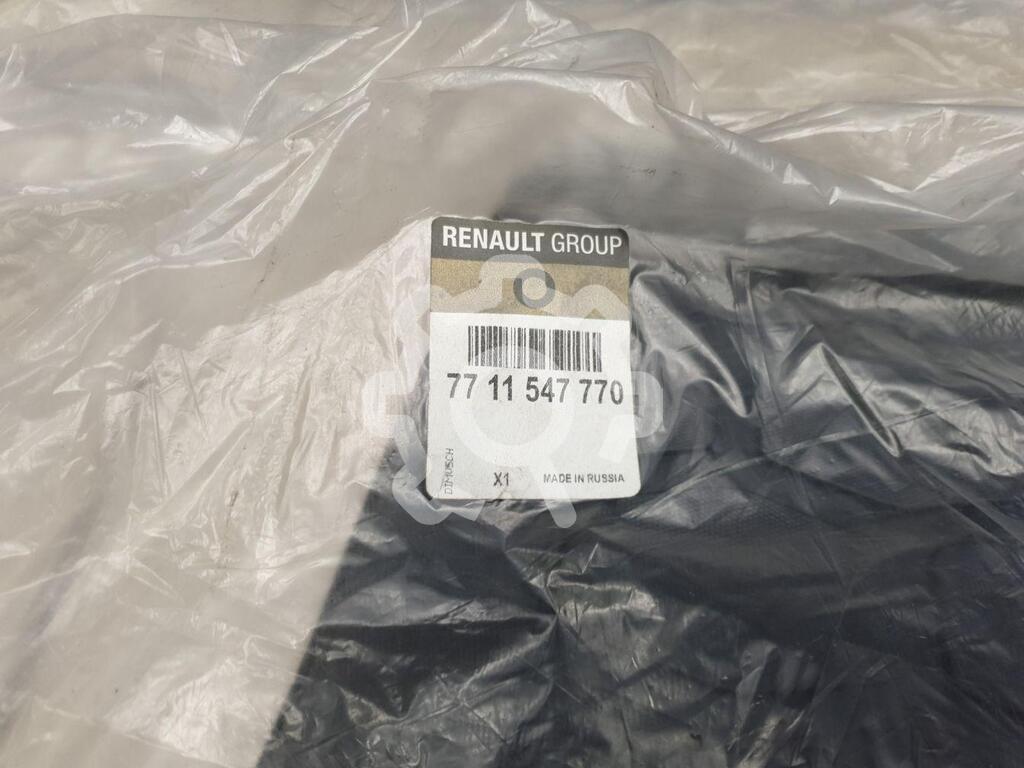 RENAULT GROUP
77 11 547 770
X1
MADE IN RUSSIA